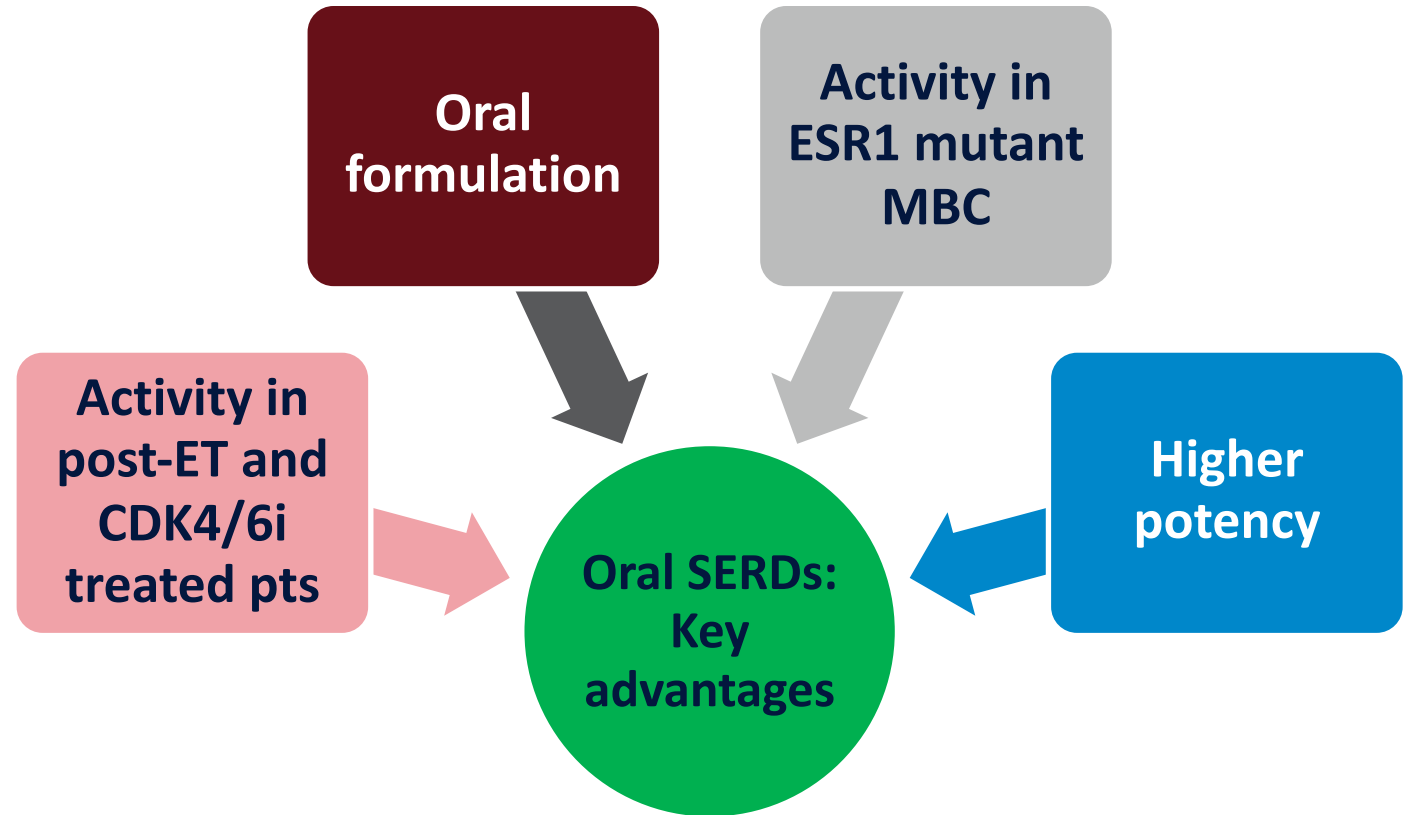 Oral
formulation
Activity in
ESR1 mutant
MBC
Activity in
post-ET and
CDK4/6i
treated pts
Higher
potency
Oral SERDs:
Key
advantages